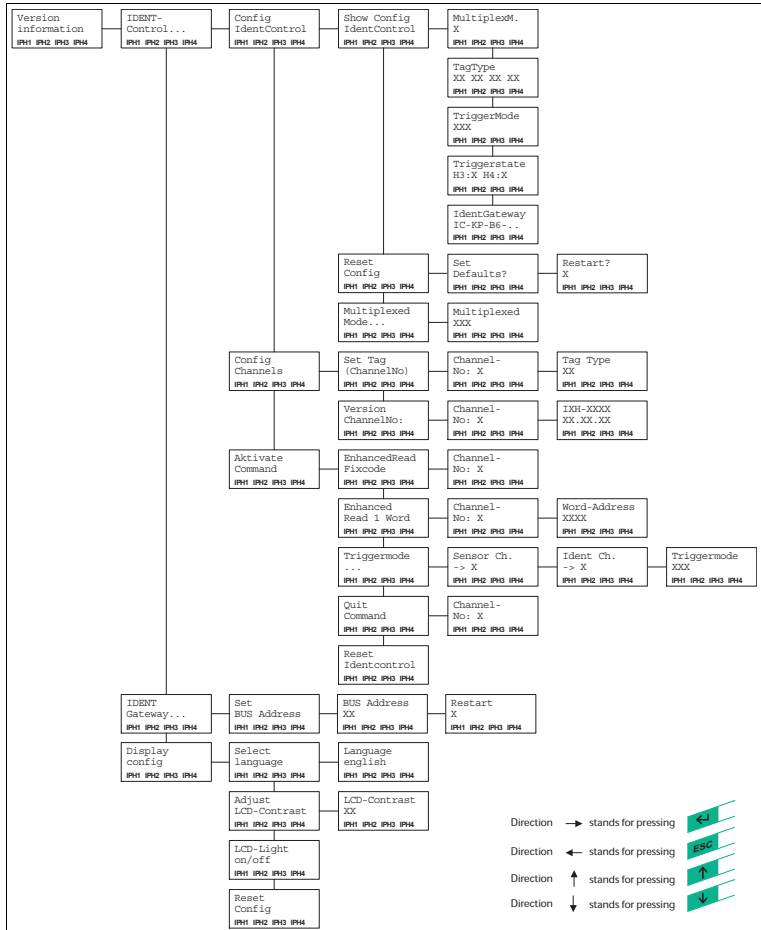 Version
information
IPH1 IPH2 IPH3 IPH4
IDENT-
Control...
IPH1 IPH2 IPH3 IPH4
Config
IdentControl
IPH1 IPH2 IPH3 IPH4
Show Config
IdentControl
IPH1 IPH2 IPH3 IPH4
MultiplexM.
X
IPH1 IPH2 IPH3 IPH4
TagType
XX XX XX XX
IPH1 IPH2 IPH3 IPH4
TriggerMode
XXX
IPH1 IPH2 IPH3 IPH4
Triggerstate
H3:X H4:X
IPH1 IPH2 IPH3 IPH4
IdentGateway
IC-KP-B6-..
IPH1 IPH2 IPH3 IPH4
Reset
Config
IPH1 IPH2 IPH3 IPH4
Set
Defaults?
IPH1 IPH2 IPH3 IPH4
Restart?
X
IPH1 IPH2 IPH3 IPH4
Multiplexed
Mode...
IPH1 IPH2 IPH3 IPH4
Multiplexed
XXX
IPH1 IPH2 IPH3 IPH4
Config
Channels
IPH1 IPH2 IPH3 IPH4
Set Tag
(ChannelNo)
IPH1 IPH2 IPH3 IPH4
Channel-
No: X
IPH1 IPH2 IPH3 IPH4
Tag Type
XX
IPH1 IPH2 IPH3 IPH4
Version
ChannelNo:
IPH1 IPH2 IPH3 IPH4
Channel-
No: X
IPH1 IPH2 IPH3 IPH4
IXH-XXXX
XX.XX.XX
IPH1 IPH2 IPH3 IPH4
Aktivate
Command
IPH1 IPH2 IPH3 IPH4
EnhancedRead
Fixcode
IPH1 IPH2 IPH3 IPH4
Channel-
No: X
IPH1 IPH2 IPH3 IPH4
Enhanced
Read 1 Word
IPH1 IPH2 IPH3 IPH4
Channel-
No: X
IPH1 IPH2 IPH3 IPH4
Word-Address
XXXX
IPH1 IPH2 IPH3 IPH4
Triggermode
...
IPH1 IPH2 IPH3 IPH4
Sensor Ch.
-> X
IPH1 IPH2 IPH3 IPH4
Ident Ch.
-> X
IPH1 IPH2 IPH3 IPH4
Triggermode
XXX
IPH1 IPH2 IPH3 IPH4
Quit
Command
IPH1 IPH2 IPH3 IPH4
Channel-
No: X
IPH1 IPH2 IPH3 IPH4
Reset
Identcontrol
IPH1 IPH2 IPH3 IPH4
IDENT
Gateway...
IPH1 IPH2 IPH3 IPH4
Set
BUS Address
IPH1 IPH2 IPH3 IPH4
BUS Address
XX
IPH1 IPH2 IPH3 IPH4
Restart
X
IPH1 IPH2 IPH3 IPH4
Display
config
IPH1 IPH2 IPH3 IPH4
Select
language
IPH1 IPH2 IPH3 IPH4
Language
english
IPH1 IPH2 IPH3 IPH4
Adjust
LCD-Contrast
IPH1 IPH2 IPH3 IPH4
LCD-Contrast
XX
IPH1 IPH2 IPH3 IPH4
LCD-Light
on/off
IPH1 IPH2 IPH3 IPH4
Reset
Config
IPH1 IPH2 IPH3 IPH4
Direction → stands for pressing ↵
Direction ← stands for pressing ESC
Direction ↑ stands for pressing ↑
Direction ↓ stands for pressing ↓